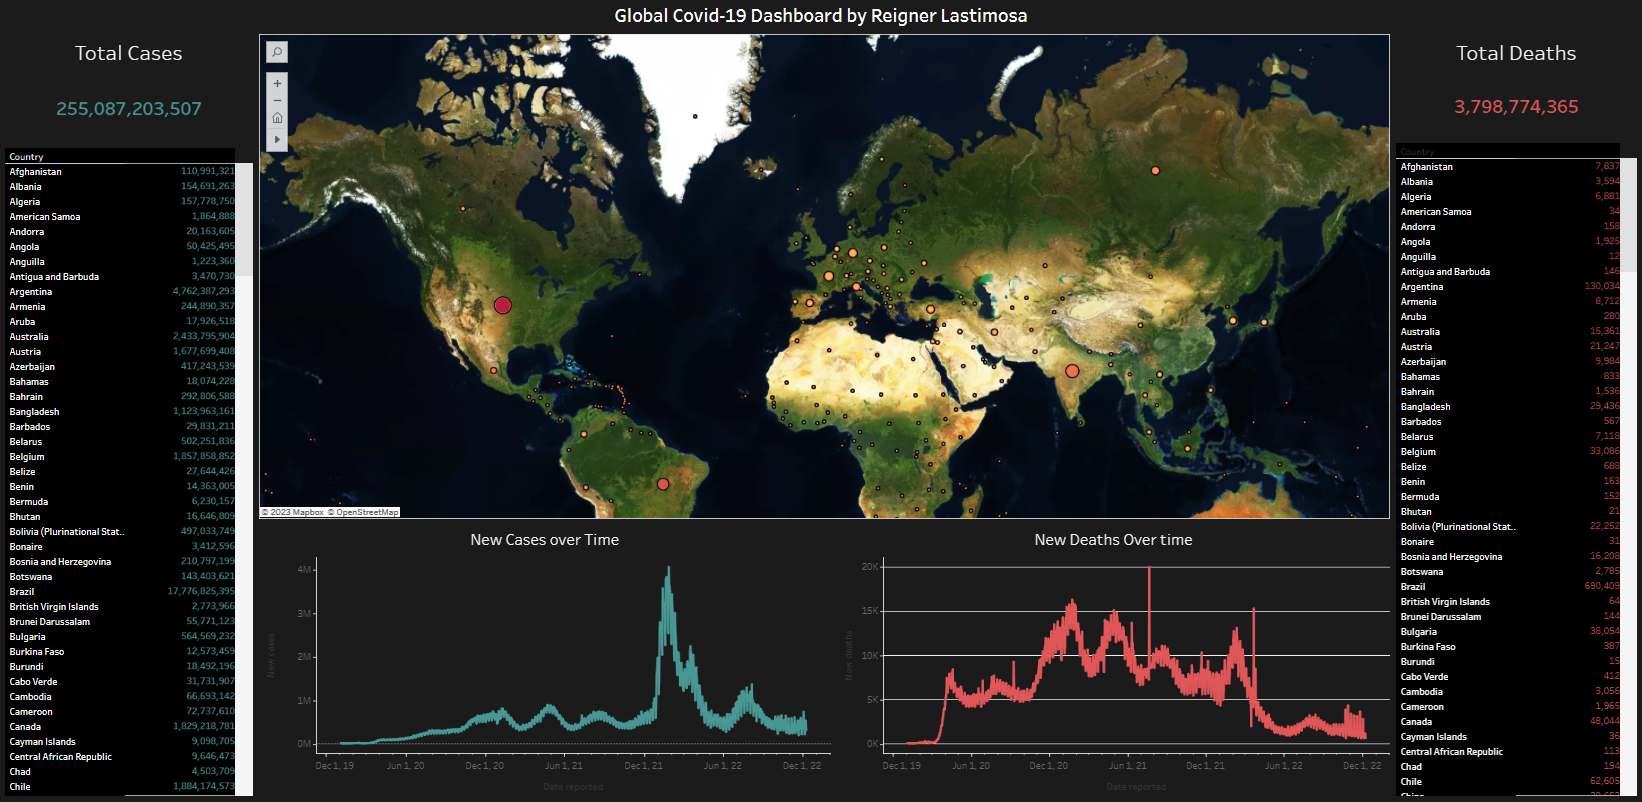 Global Covid-19 Dashboard by Reigner Lastimosa
Total Cases
255,087,203,507
Country
Afghanistan 110,991,321
Albania 154,691,263
Algeria 157,778,750
American Samoa 1,864,888
Andorra 20,163,605
Angola 50,425,495
Anguilla 1,223,360
Antigua and Barbuda 3,470,730
Argentina 4,762,387,293
Armenia 244,890,357
Aruba 17,926,518
Australia 2,433,795,904
Austria 1,677,699,408
Azerbaijan 417,243,539
Bahamas 18,074,228
Bahrain 292,806,588
Bangladesh 1,123,963,161
Barbados 29,831,211
Belarus 502,251,836
Belgium 1,857,858,852
Belize 27,644,426
Benin 14,363,005
Bermuda 6,230,157
Bhutan 16,646,809
Bolivia (Plurinational Stat.. 497,033,749
Bonaire 3,412,596
Bosnia and Herzegovina 210,797,199
Botswana 143,403,621
Brazil 17,776,825,395
British Virgin Islands 2,773,966
Brunei Darussalam 55,771,123
Bulgaria 564,569,232
Burkina Faso 12,573,459
Burundi 18,492,196
Cabo Verde 31,731,907
Cambodia 66,693,142
Cameroon 72,737,610
Canada 1,829,218,781
Cayman Islands 9,098,705
Central African Republic 9,646,473
Chad 4,503,709
Chile 1,884,174,573
© 2023 Mapbox © OpenStreetMap
New Cases over Time
New cases
4M
3M
2M
1M
0M
Dec 1, 19 Jun 1, 20 Dec 1, 20 Jun 1, 21 Dec 1, 21 Jun 1, 22 Dec 1, 22
Date reported
New Deaths Over time
New deaths
20K
15K
10K
5K
0K
Dec 1, 19 Jun 1, 20 Dec 1, 20 Jun 1, 21 Dec 1, 21 Jun 1, 22 Dec 1, 22
Date reported
Total Deaths
3,798,774,365
Country
Afghanistan 7,837
Albania 3,594
Algeria 6,881
American Samoa 34
Andorra 158
Angola 1,925
Anguilla 12
Antigua and Barbuda 146
Argentina 130,034
Armenia 8,712
Aruba 280
Australia 15,361
Austria 21,247
Azerbaijan 9,984
Bahamas 833
Bahrain 1,536
Bangladesh 29,436
Barbados 567
Belarus 7,118
Belgium 33,086
Belize 688
Benin 163
Bermuda 152
Bhutan 21
Bolivia (Plurinational Stat.. 22,252
Bonaire 31
Bosnia and Herzegovina 16,208
Botswana 2,785
Brazil 690,409
British Virgin Islands 64
Brunei Darussalam 144
Bulgaria 38,054
Burkina Faso 387
Burundi 15
Cabo Verde 412
Cambodia 3,056
Cameroon 1,965
Canada 48,044
Cayman Islands 36
Central African Republic 113
Chad 194
Chile 62,605